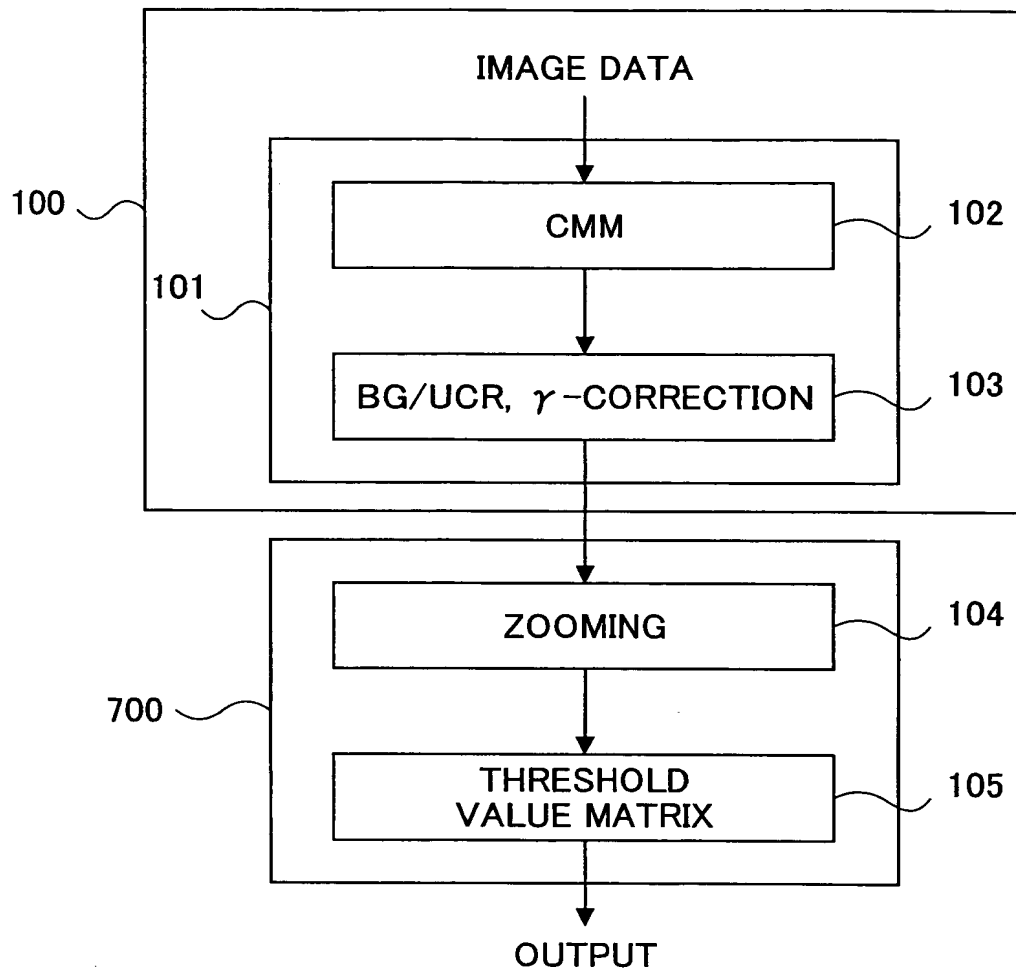 IMAGE DATA
100
CMM
102
101
BG/UCR, γ-CORRECTION
103
ZOOMING
104
700
THRESHOLD
VALUE MATRIX
105
OUTPUT